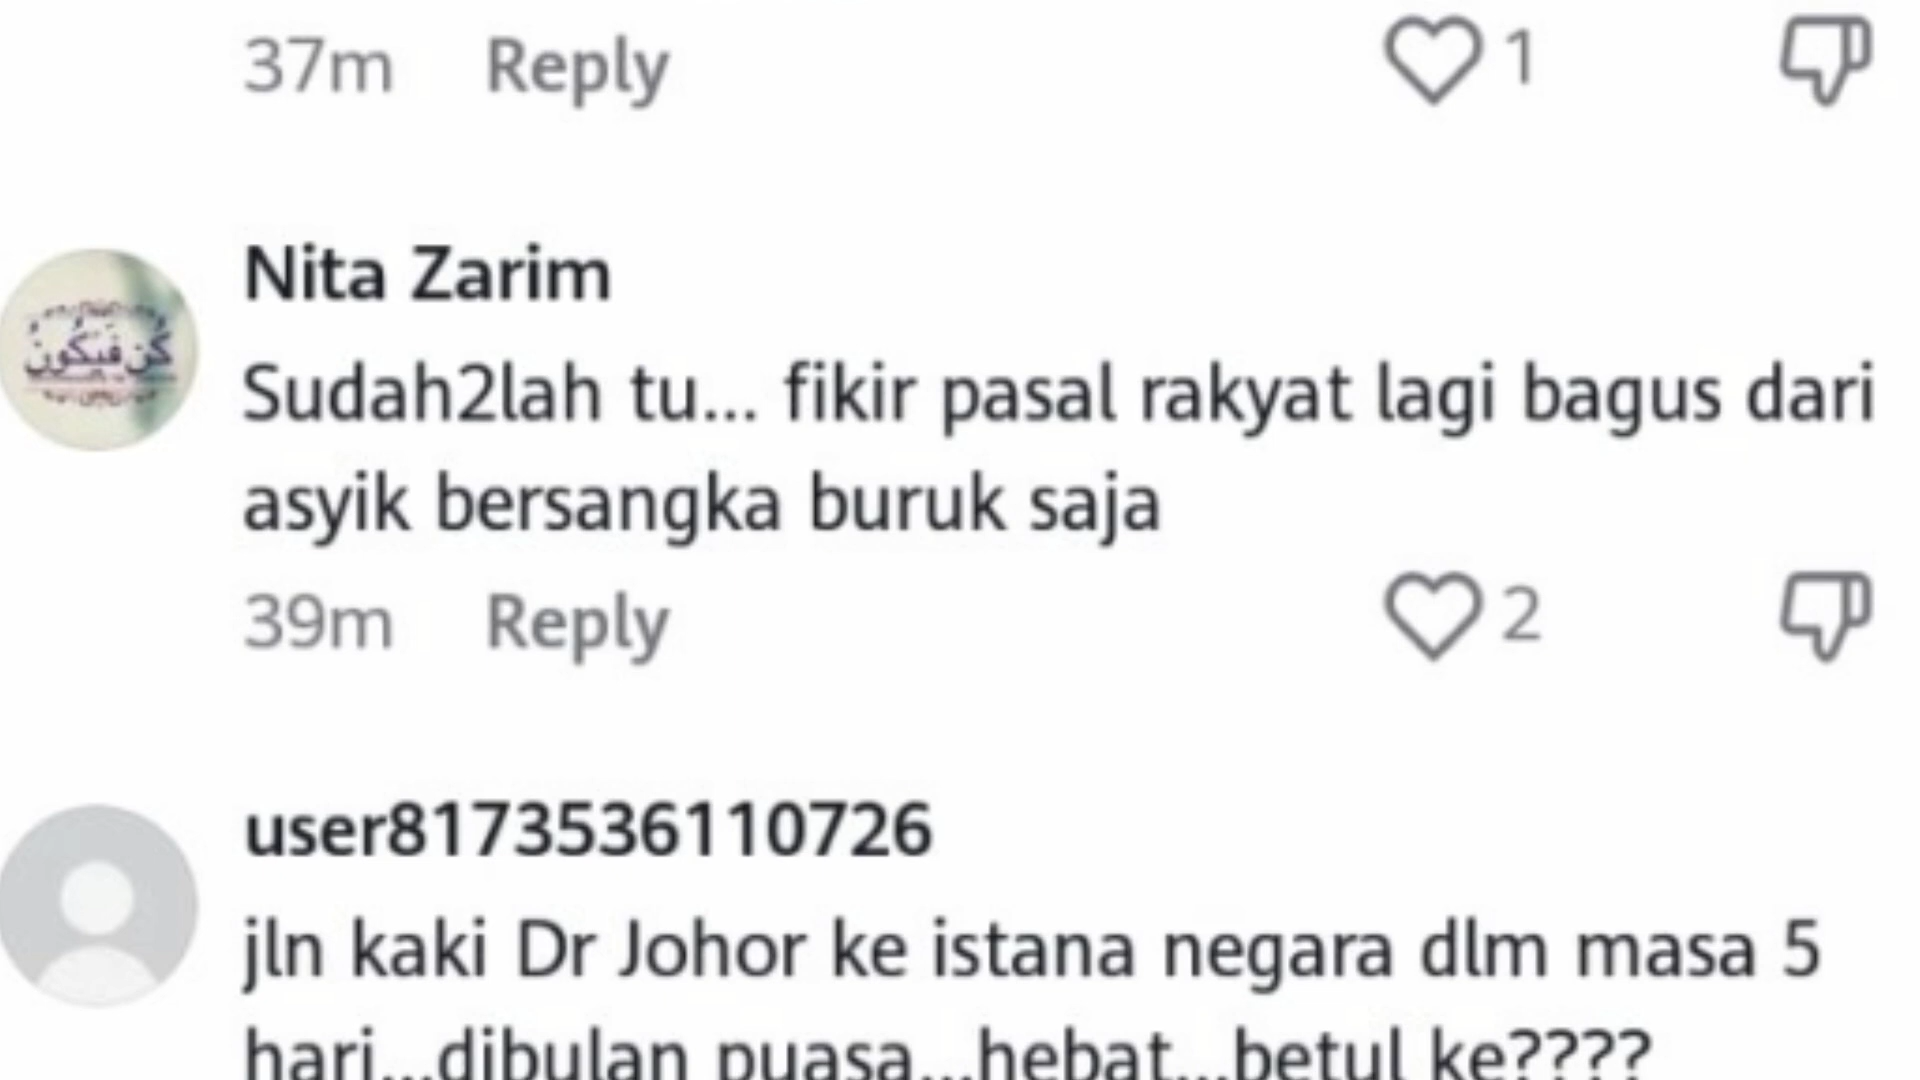 37m Reply 1
Nita Zarim
كُن فَيَكُونُ
Sudah2lah tu... fikir pasal rakyat lagi bagus dari
asyik bersangka buruk saja
39m Reply 2
user8173536110726
jln kaki Dr Johor ke istana negara dlm masa 5
hari...dibulan puasa...hebat...betul ke????